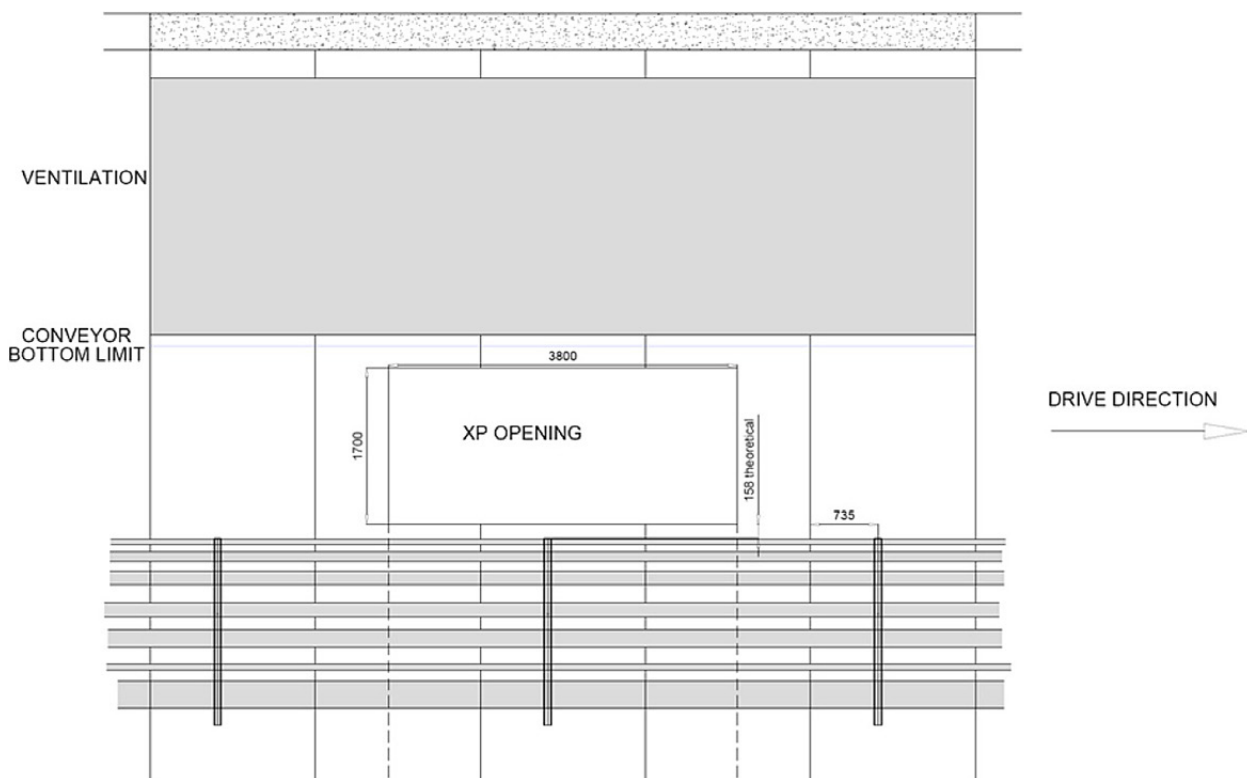 VENTILATION
CONVEYOR
BOTTOM LIMIT
3800
1700
XP OPENING
158 theoretical
735
DRIVE DIRECTION